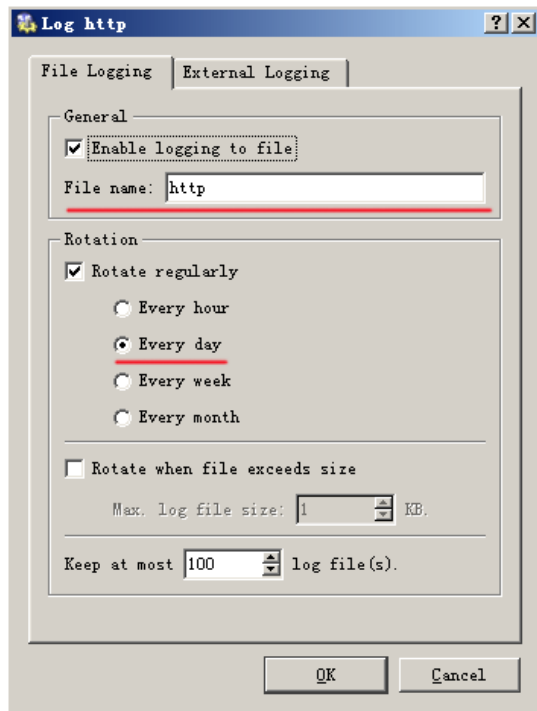 Log http
File Logging External Logging
General
Enable logging to file
File name: http
Rotation
Rotate regularly
Every hour
Every day
Every week
Every month
Rotate when file exceeds size
Max. log file size: 1 KB.
Keep at most 100 log file(s).
OK Cancel